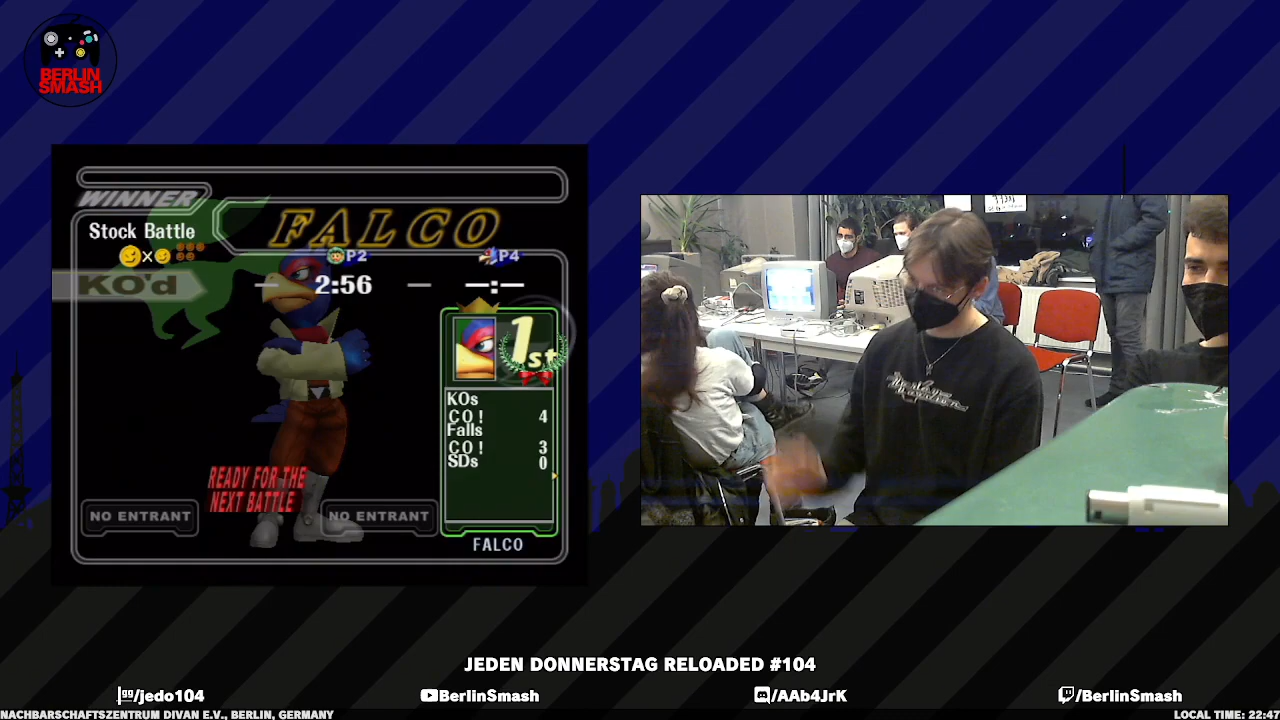 BERLIN
SMASH
WINNER
FALCO
Stock Battle
KO'd
P2
P4
2:56
1st
KOs
CO! 4
Falls
CO! 3
SDs 0
READY FOR THE
NEXT BATTLE
NO ENTRANT
NO ENTRANT
FALCO
JEDEN DONNERSTAG RELOADED #104
/jedo104
BerlinSmash
/AAb4JrK
/BerlinSmash
NACHBARSCHAFTSZENTRUM DIVAN E.V., BERLIN, GERMANY
LOCAL TIME: 22:47